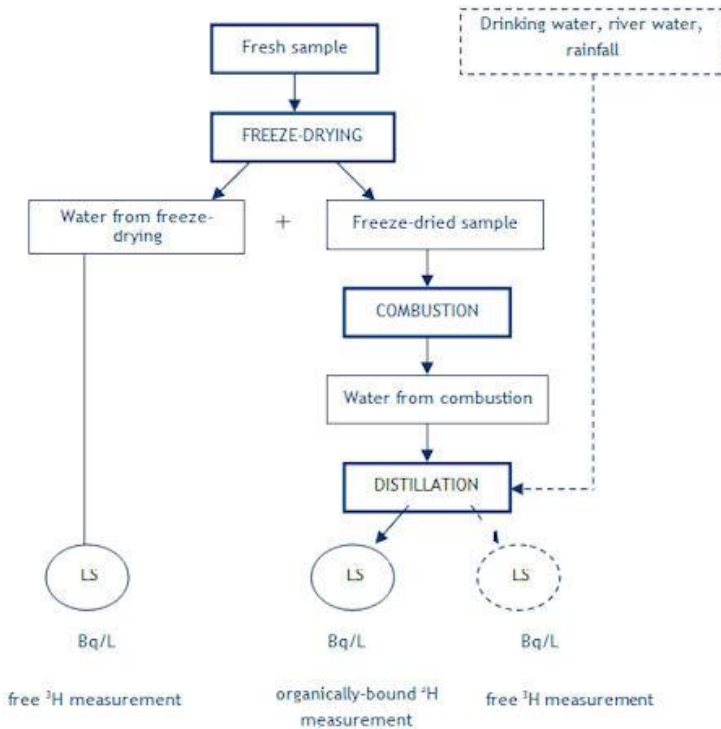 Fresh sample
Drinking water, river water,
rainfall
FREEZE-DRYING
Water from freeze-
drying
+
Freeze-dried sample
COMBUSTION
Water from combustion
DISTILLATION
LS
LS
LS
Bq/L
Bq/L
Bq/L
free ³H measurement
organically-bound ³H
measurement
free ³H measurement